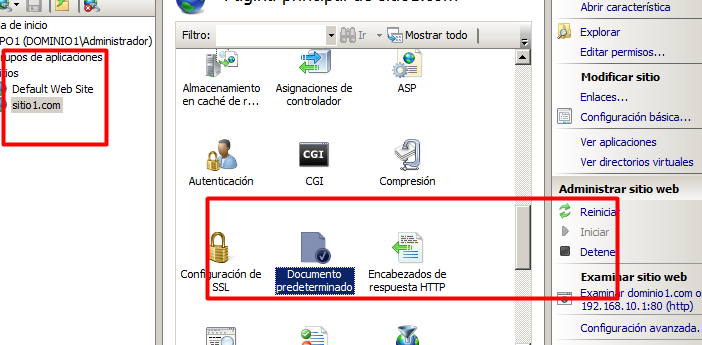 Página principal de sitio1.com
a de inicio
PO1 (DOMINIO1\Administrador)
rupos de aplicaciones
tios
Default Web Site
sitio1.com
Filtro:
Ir
Mostrar todo
Almacenamiento
en caché de r...
Asignaciones de
controlador
ASP
Autenticación
CGI
CGI
Compresión
Configuración de
SSL
Documento
predeterminado
Encabezados de
respuesta HTTP
Abrir característica
Explorar
Editar permisos...
Modificar sitio
Enlaces...
Configuración básica...
Ver aplicaciones
Ver directorios virtuales
Administrar sitio web
Reiniciar
Iniciar
Detene
Examinar sitio web
Examinar dominio1.com o
192.168.10.1:80 (http)
Configuración avanzada...